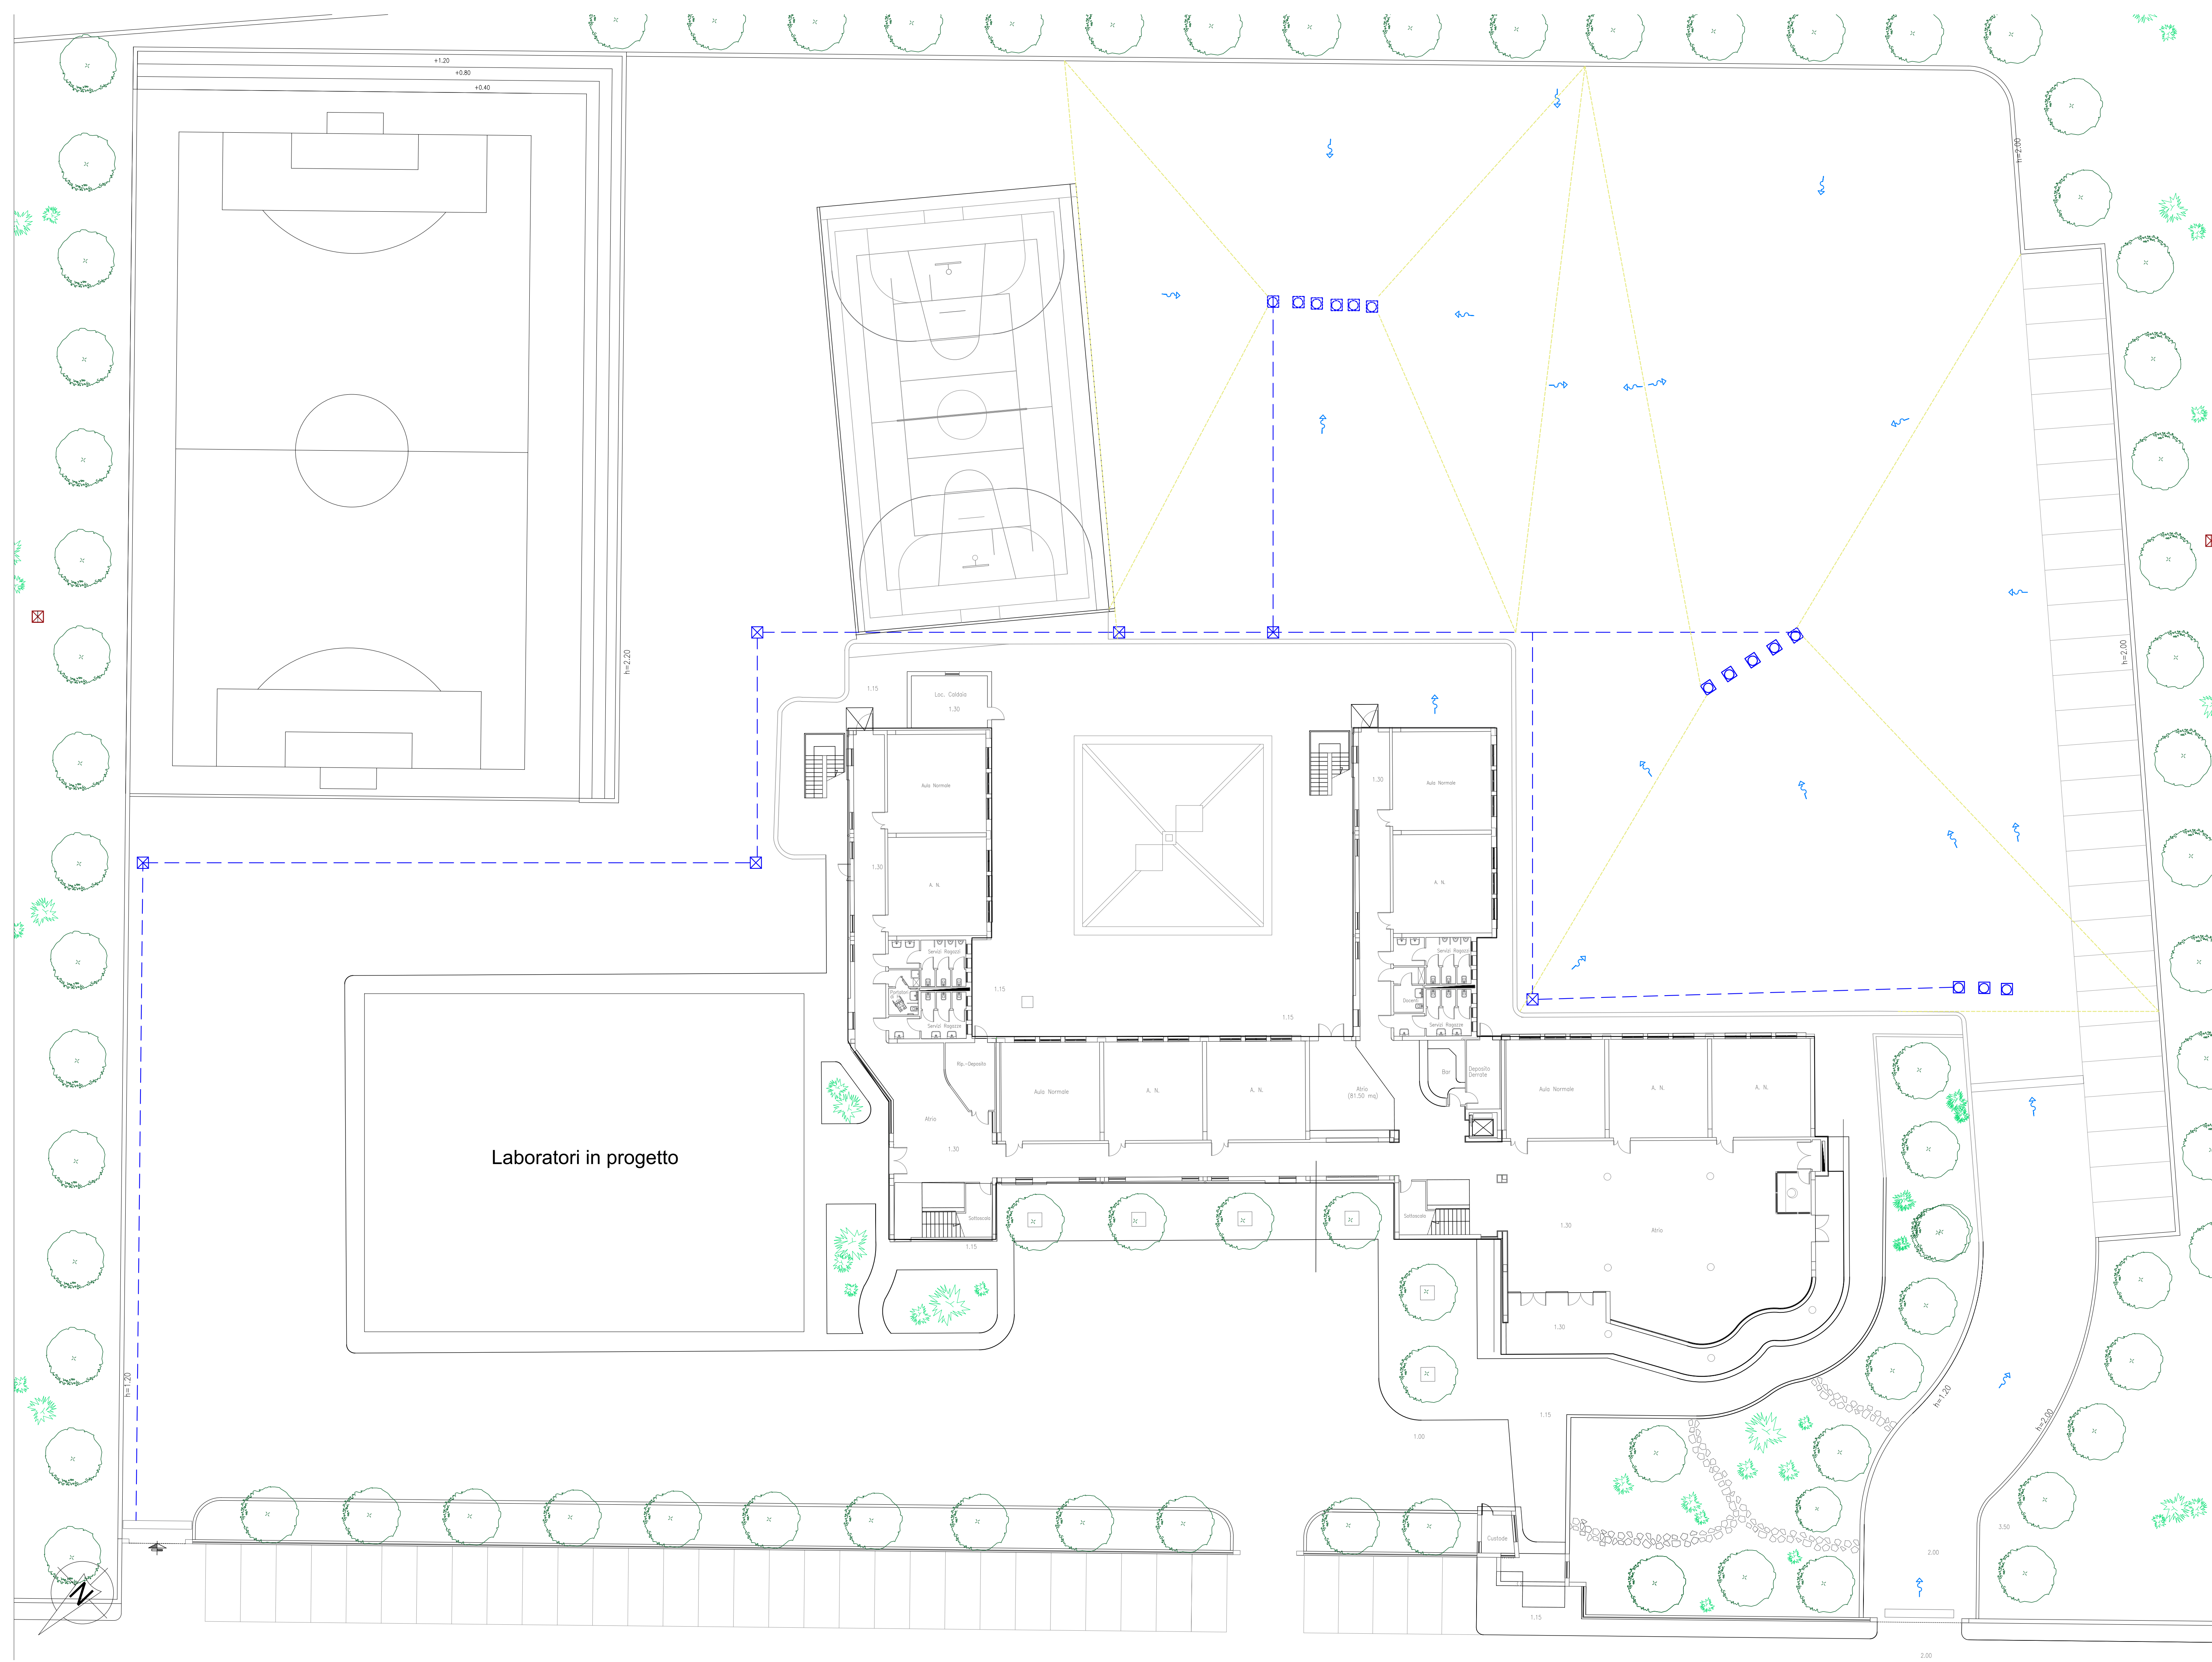 +1.20
+0.80
+0.40
h=2.00
h=2.20
h=2.00
1.15
Loc. Caldaia
1.30
1.30
Aula Normale
Aula Normale
1.30
A. N.
A. N.
Servizi Ragazzi
Servizi Ragazzi
Portatori
H
Docenti
1.15
1.15
Servizi Ragazze
Servizi Ragazze
Rip.-Deposito
Bar
Deposito
Derrate
Aula Normale
A. N.
A. N.
Atrio
(81.50 mq)
Aula Normale
A. N.
A. N.
Atrio
1.30
Laboratori in progetto
Sottoscala
Sottoscala
1.30
Atrio
1.15
1.30
h=1.20
h=1.20
h=2.00
1.15
1.00
3.50
Custode
2.00
N
1.15
2.00